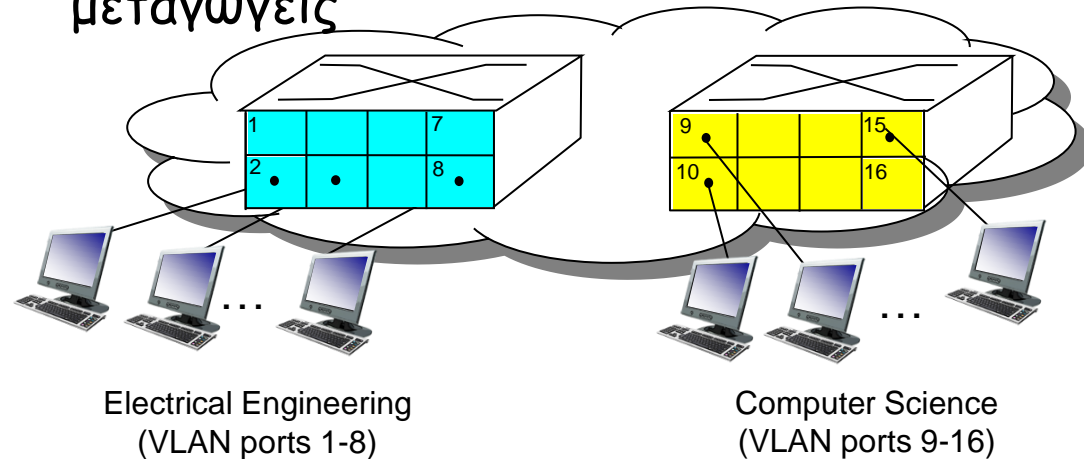 μεταγωγείς
1 7
2 8
9 15
10 16
...
...
Electrical Engineering
(VLAN ports 1-8)
Computer Science
(VLAN ports 9-16)